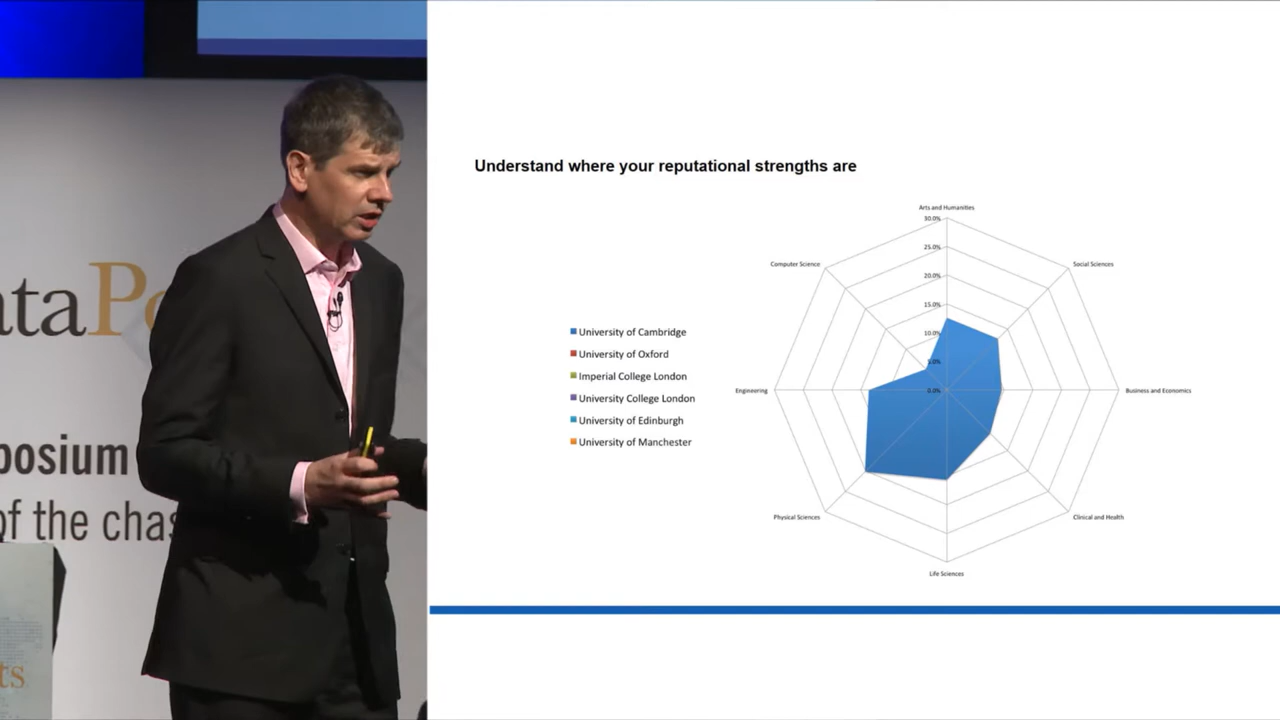 ataPo
posium
of the chas
ts
Understand where your reputational strengths are
University of Cambridge
University of Oxford
Imperial College London
University College London
University of Edinburgh
University of Manchester
Arts and Humanities
30.0%
25.0%
20.0%
15.0%
10.0%
5.0%
0.0%
Computer Science
Social Sciences
Engineering
Business and Economics
Physical Sciences
Clinical and Health
Life Sciences